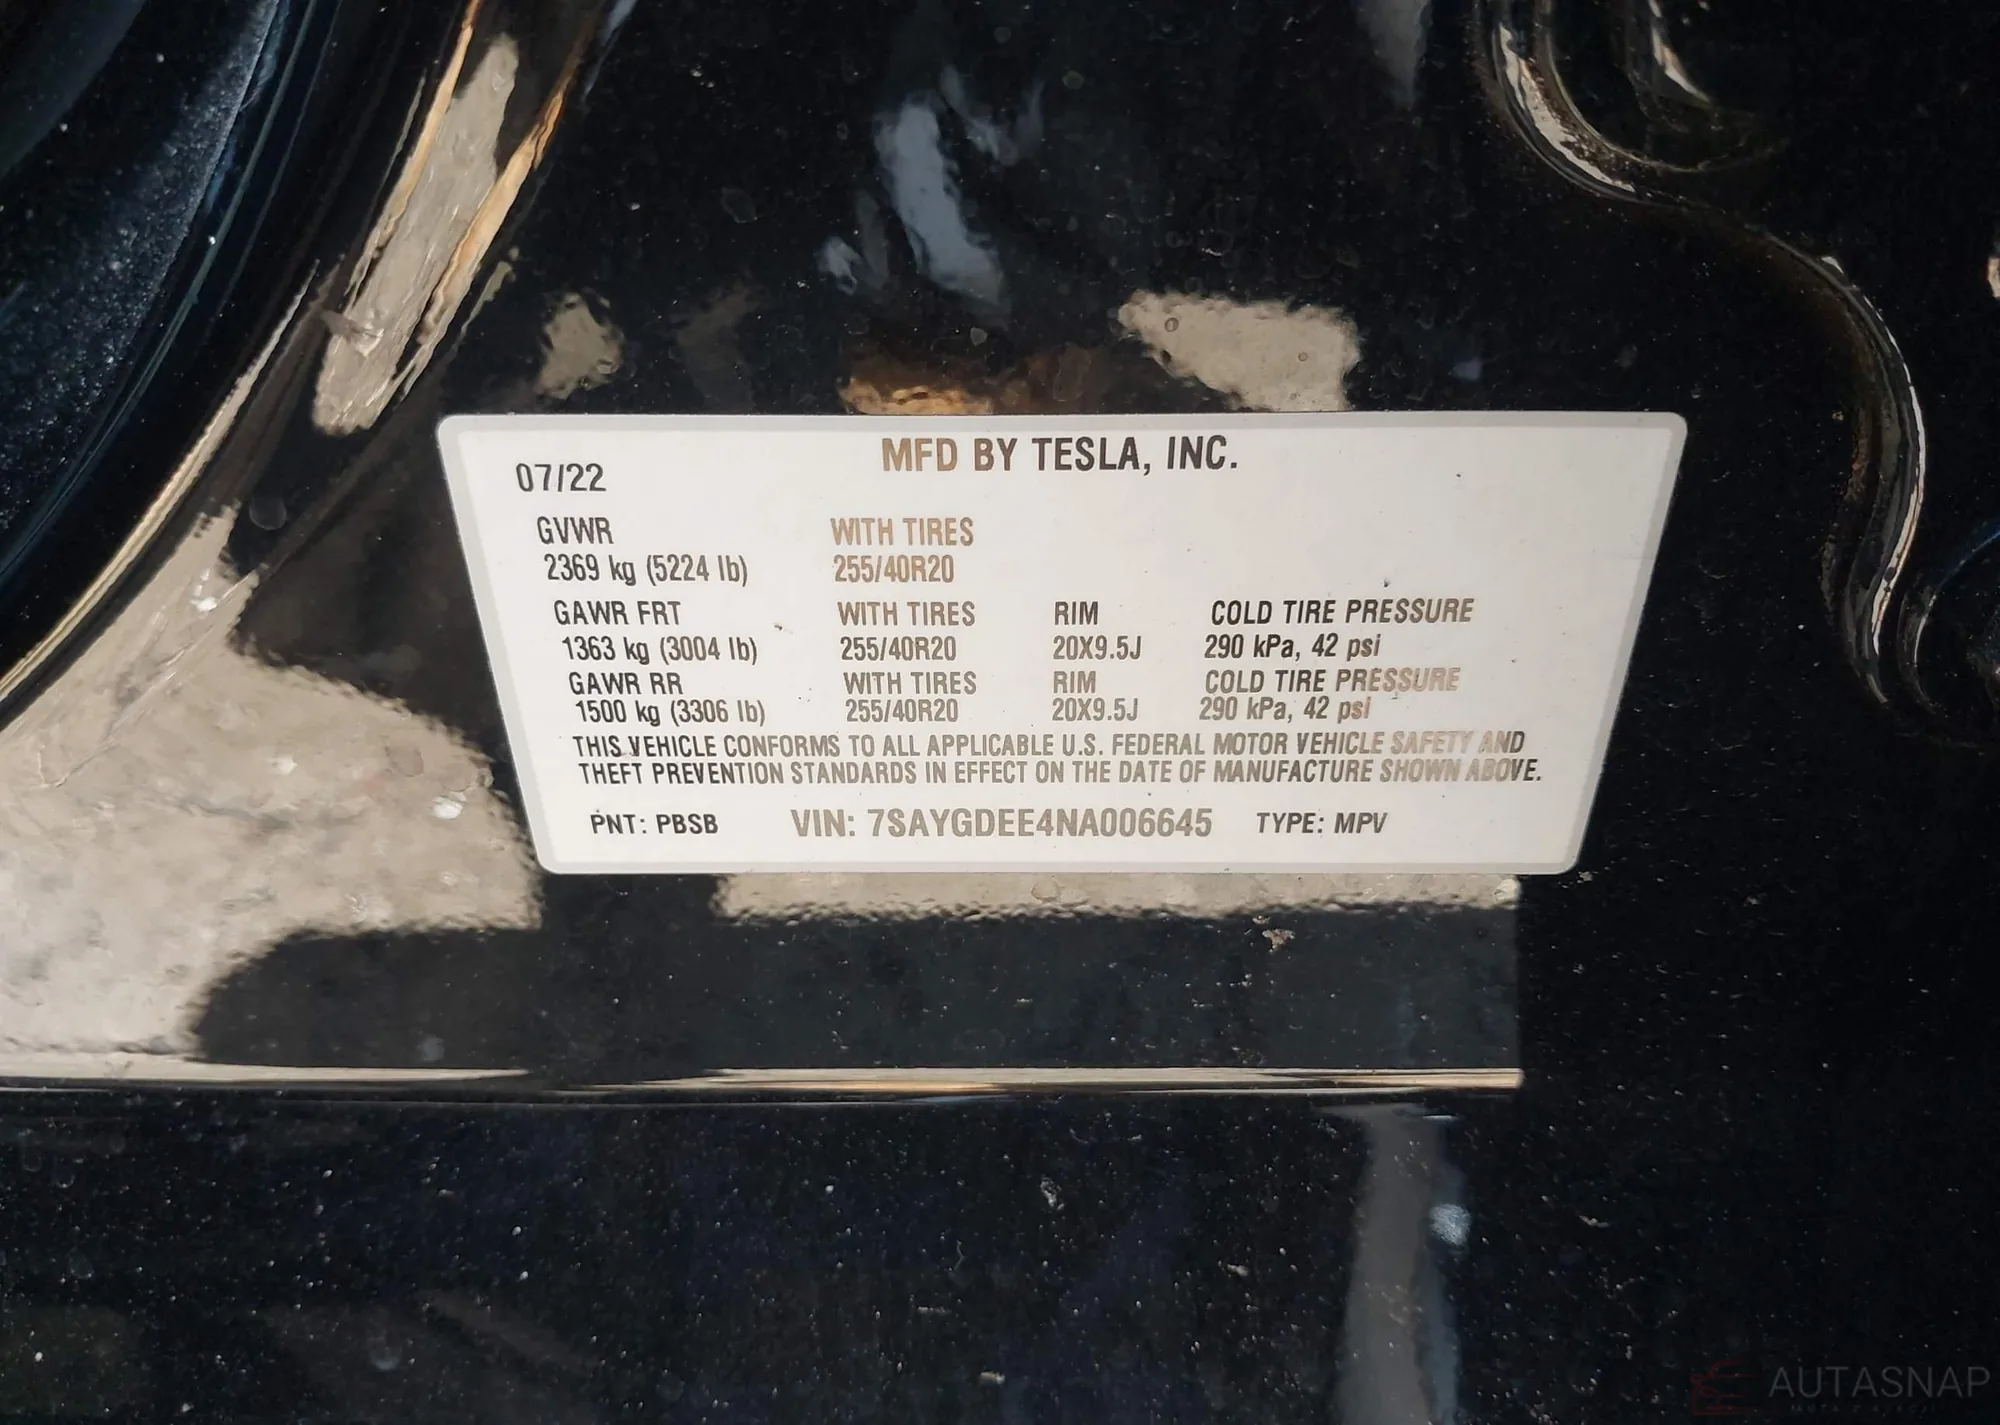 MFD BY TESLA, INC.
07/22
GVWR WITH TIRES
2369 kg (5224 lb) 255/40R20
GAWR FRT WITH TIRES RIM COLD TIRE PRESSURE
1363 kg (3004 lb) 255/40R20 20X9.5J 290 kPa, 42 psi
GAWR RR WITH TIRES RIM COLD TIRE PRESSURE
1500 kg (3306 lb) 255/40R20 20X9.5J 290 kPa, 42 psi
THIS VEHICLE CONFORMS TO ALL APPLICABLE U.S. FEDERAL MOTOR VEHICLE SAFETY AND
THEFT PREVENTION STANDARDS IN EFFECT ON THE DATE OF MANUFACTURE SHOWN ABOVE.
PNT: PBSB VIN: 7SAYGDEE4NA006645 TYPE: MPV
AUTASNAP